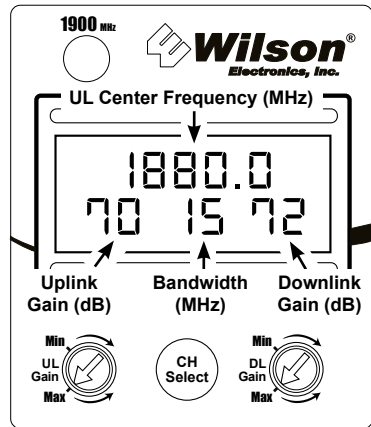 1900 MHz
Wilson®
Electronics, Inc.
UL Center Frequency (MHz)
1880.0
70 15 72
Uplink Gain (dB)
Bandwidth (MHz)
Downlink Gain (dB)
Min
UL Gain
Max
CH Select
Min
DL Gain
Max